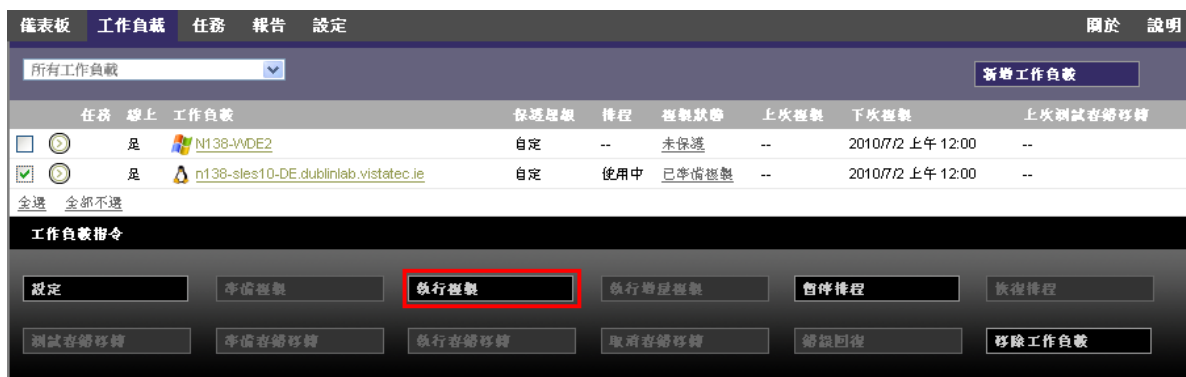 儀表板 工作負載 任務 報告 設定 關於 說明
所有工作負載 新增工作負載
任務 線上 工作負載 保護層級 排程 複製狀態 上次複製 下次複製 上次測試容錯移轉
是 N138-WDE2 自定 -- 未保護 -- 2010/7/2 上午 12:00 --
是 n138-sles10-DE.dublinlab.vistatec.ie 自定 使用中 已準備複製 -- 2010/7/2 上午 12:00 --
全選 全部不選
工作負載指令
設定 準備複製 執行複製 執行增量複製 暫停排程 恢復排程
測試容錯移轉 準備容錯移轉 執行容錯移轉 取消容錯移轉 錯誤回復 移除工作負載